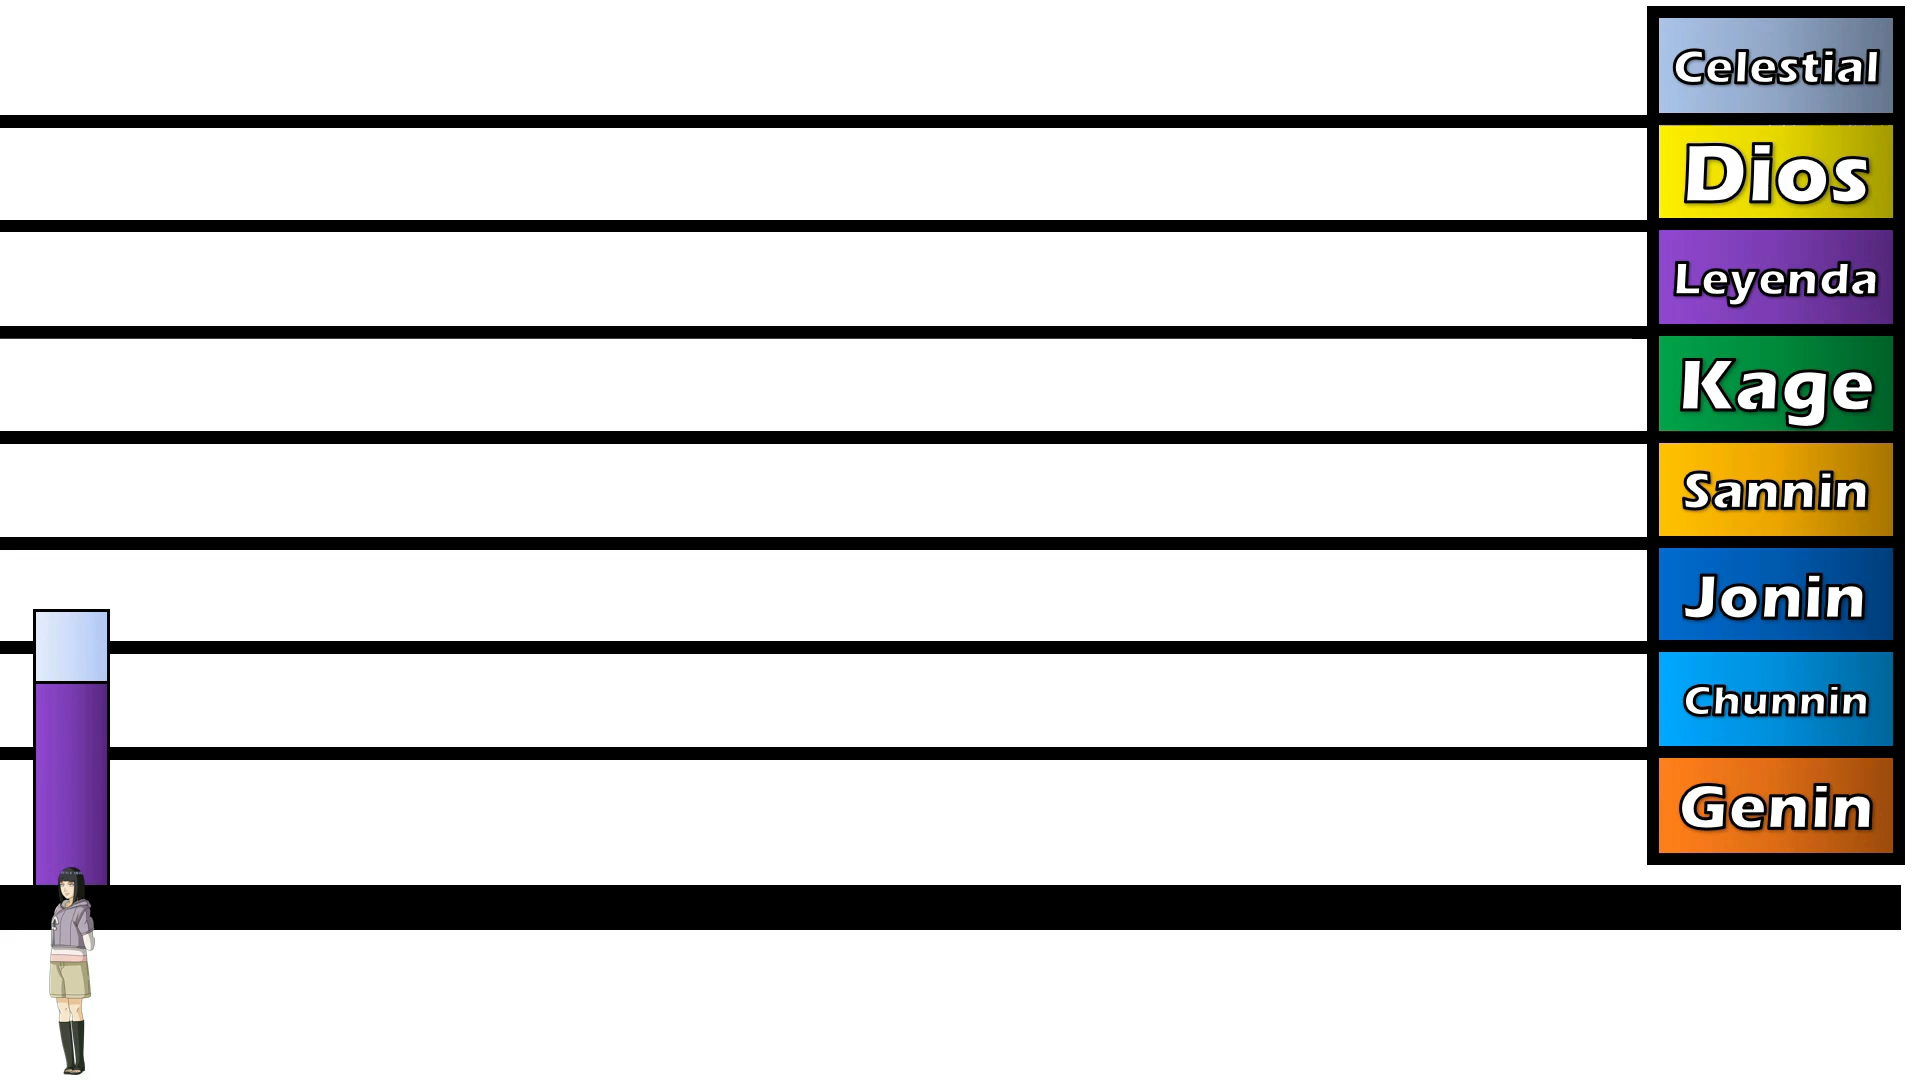 Celestial
Dios
Leyenda
Kage
Sannin
Jonin
Chunnin
Genin